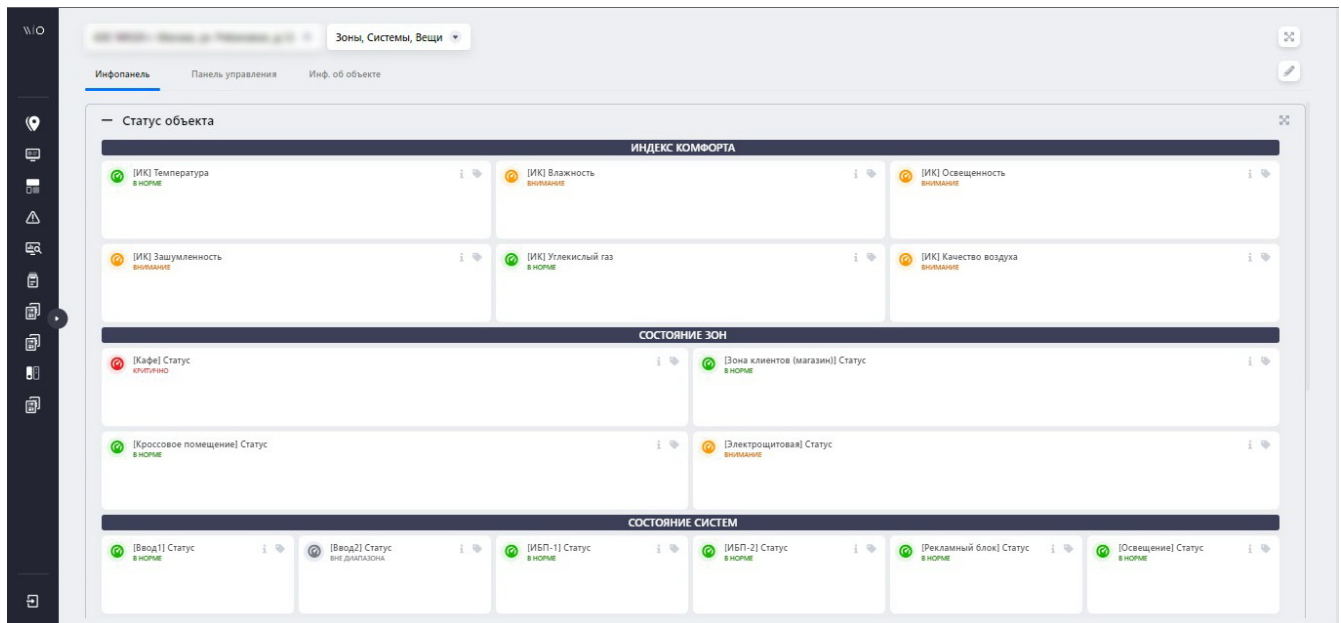 W/O
Зоны, Системы, Вещи
Инфопанель Панель управления Инф. об объекте
Статус объекта
ИНДЕКС КОМФОРТА
[ИК] Температура
В НОРМЕ
[ИК] Влажность
ВНИМАНИЕ
[ИК] Освещенность
ВНИМАНИЕ
[ИК] Зашумленность
ВНИМАНИЕ
[ИК] Углекислый газ
В НОРМЕ
[ИК] Качество воздуха
ВНИМАНИЕ
СОСТОЯНИЕ ЗОН
[Кафе] Статус
КРИТИЧНО
[Зона клиентов (магазин)] Статус
В НОРМЕ
[Кроссовое помещение] Статус
В НОРМЕ
[Электрощитовая] Статус
ВНИМАНИЕ
СОСТОЯНИЕ СИСТЕМ
[Ввод1] Статус
В НОРМЕ
[Ввод2] Статус
ВНЕ ДИАПАЗОНА
[ИБП-1] Статус
В НОРМЕ
[ИБП-2] Статус
В НОРМЕ
[Рекламный блок] Статус
В НОРМЕ
[Освещение] Статус
В НОРМЕ